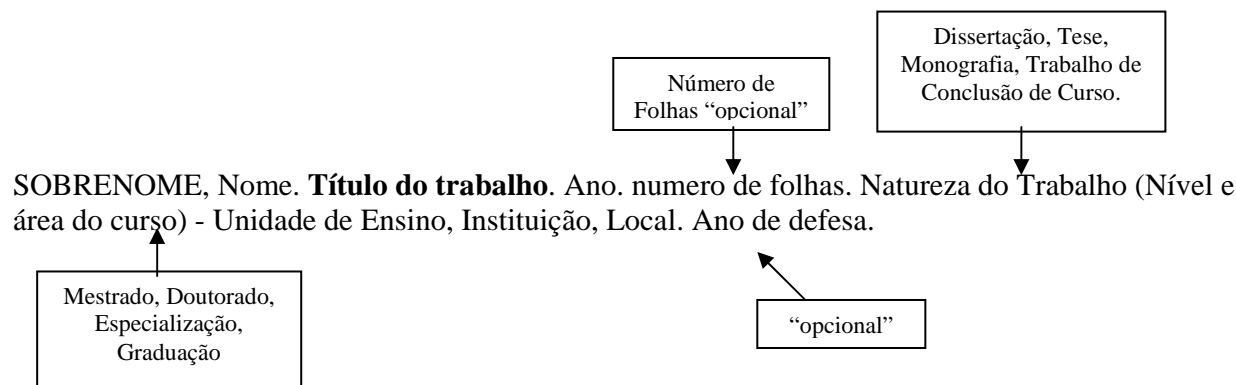 Dissertação, Tese,
Monografia, Trabalho de
Conclusão de Curso.
Número de
Folhas “opcional”
SOBRENOME, Nome. Título do trabalho. Ano. numero de folhas. Natureza do Trabalho (Nível e
área do curso) - Unidade de Ensino, Instituição, Local. Ano de defesa.
Mestrado, Doutorado,
Especialização,
Graduação
“opcional”